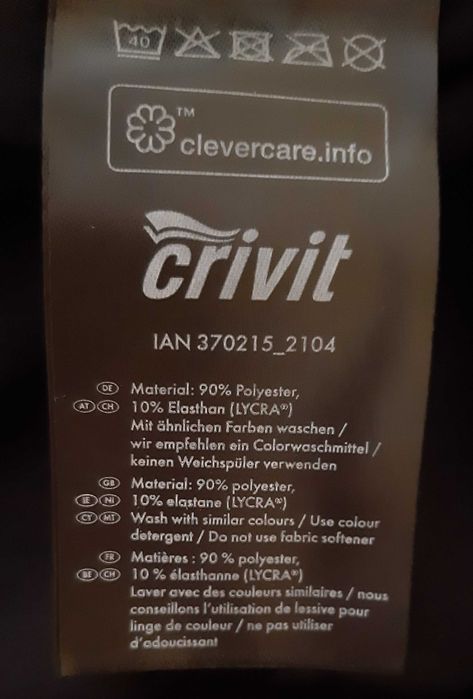 40
™
clevercare.info
crivit
IAN 370215_2104
DE Material: 90% Polyester,
AT CH 10% Elasthan (LYCRA®)
Mit ähnlichen Farben waschen /
wir empfehlen ein Colorwaschmittel /
keinen Weichspüler verwenden
GB Material: 90% polyester,
IE NI 10% elastane (LYCRA®)
CY MT Wash with similar colours / Use colour
detergent / Do not use fabric softener
FR Matières : 90 % polyester,
BE CH 10 % élasthanne (LYCRA®)
Laver avec des couleurs similaires / nous
conseillons l'utilisation de lessive pour
linge de couleur / ne pas utiliser
d'adoucissant